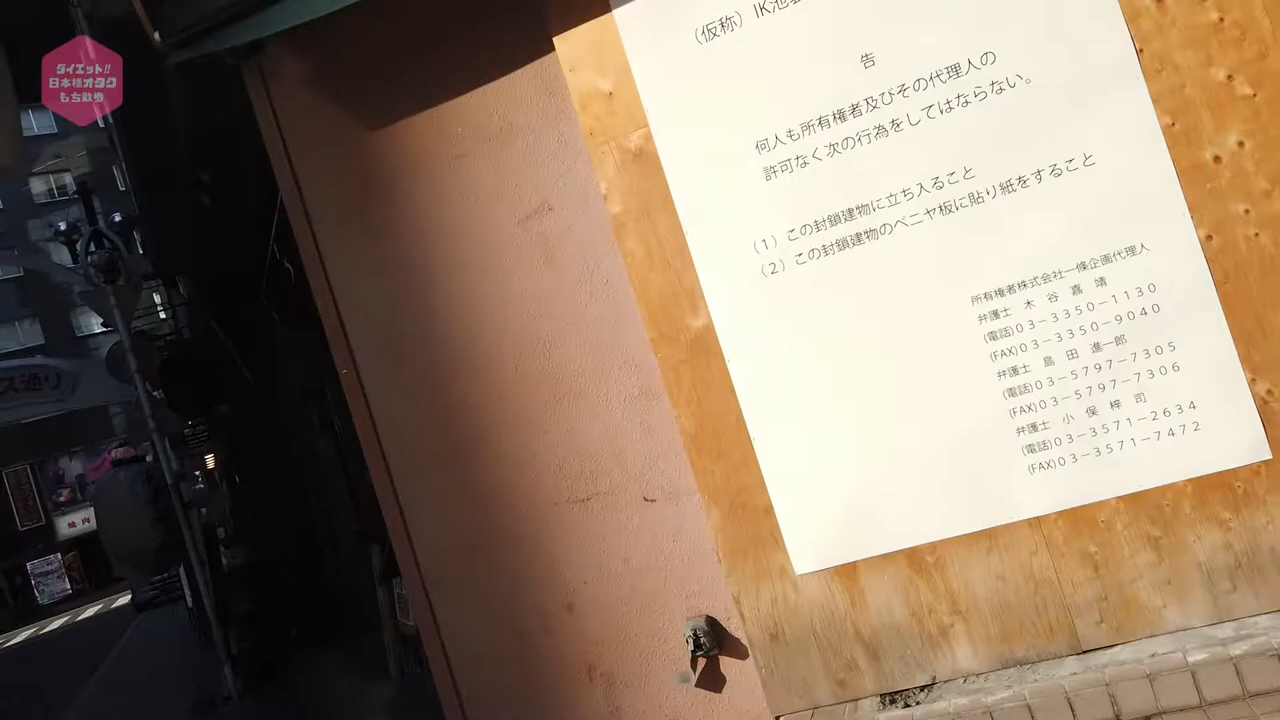 ダイエット!!
日本横オタク
もち散歩
(仮称) IK池
告
何人も所有権者及びその代理人の
許可なく次の行為をしてはならない。
(1) この封鎖建物に立ち入ること
(2) この封鎖建物のベニヤ板に貼り紙をすること
所有権者株式会社一條企画代理人
弁護士 木谷嘉靖
(電話)03-3350-1130
(FAX)03-3350-9040
弁護士 島田進一郎
(電話)03-5797-7305
(FAX)03-5797-7306
弁護士 小俣梓司
(電話)03-3571-2634
(FAX)03-3571-7472
ス通り
焼肉